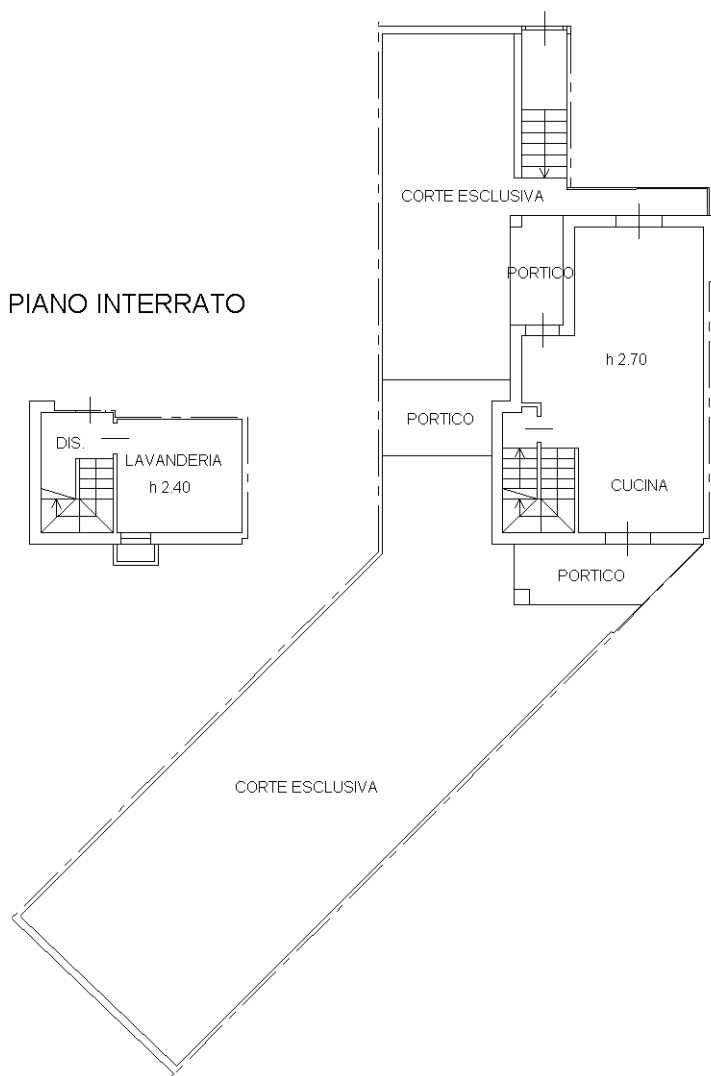 CORTE ESCLUSIVA
PORTICO
PIANO INTERRATO
h 2.70
PORTICO
DIS.
LAVANDERIA
h 2.40
CUCINA
PORTICO
CORTE ESCLUSIVA